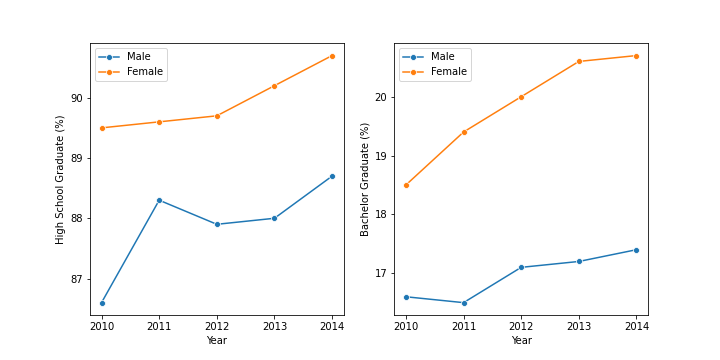 Male
Female
High School Graduate (%)
90
89
88
87
2010 2011 2012 2013 2014
Year
Male
Female
Bachelor Graduate (%)
20
19
18
17
2010 2011 2012 2013 2014
Year